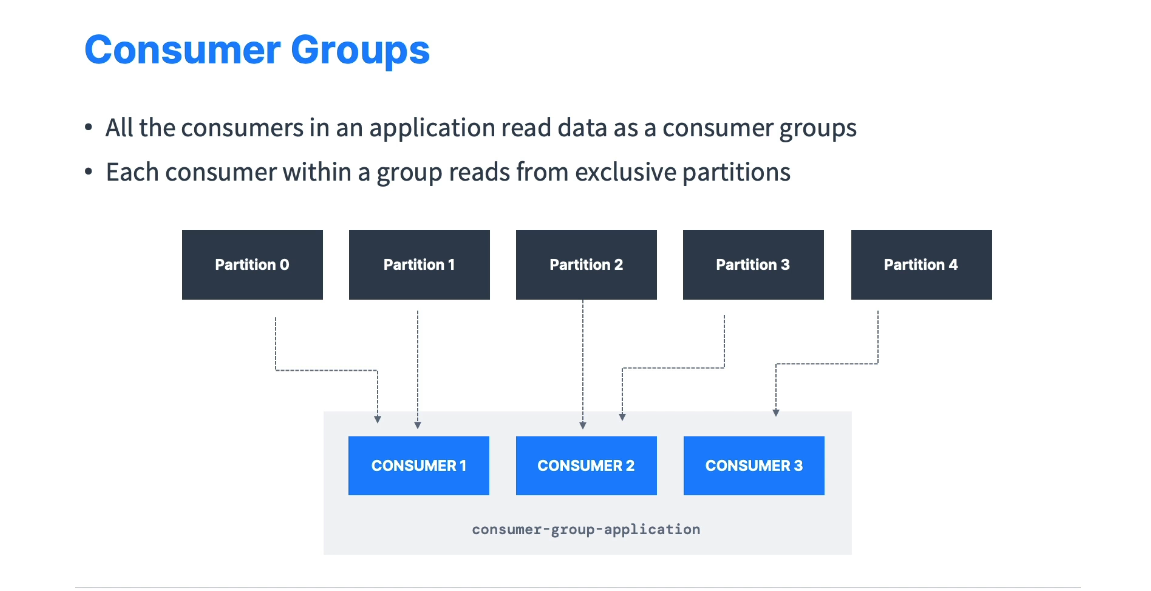 Consumer Groups
• All the consumers in an application read data as a consumer groups
• Each consumer within a group reads from exclusive partitions
Partition 0
Partition 1
Partition 2
Partition 3
Partition 4
CONSUMER 1
CONSUMER 2
CONSUMER 3
consumer-group-application